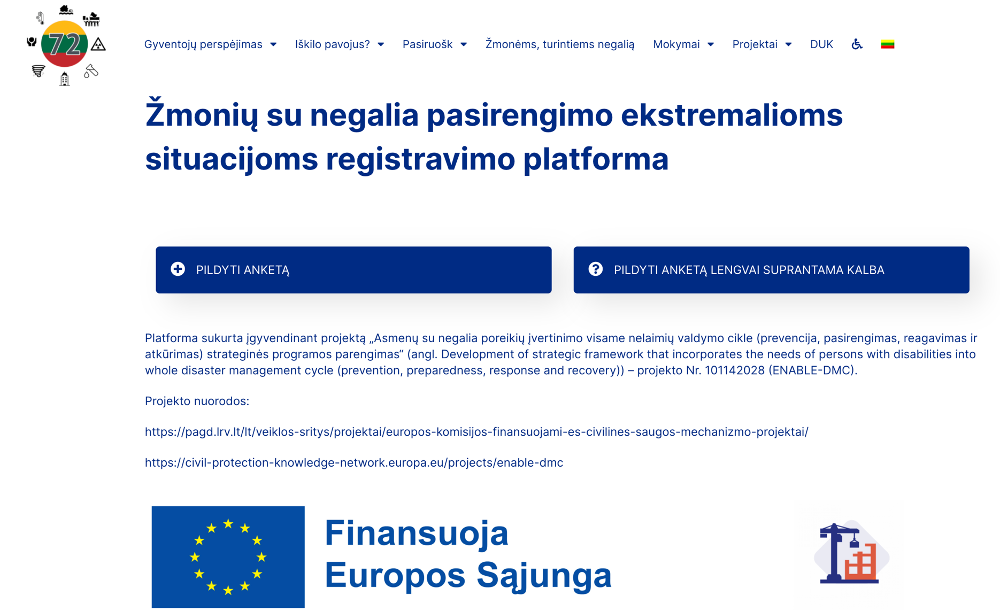 72
Gyventojų perspėjimas
Iškilo pavojus?
Pasiruošk
Žmonėms, turintiems negalią
Mokymai
Projektai
DUK
Žmonių su negalia pasirengimo ekstremalioms
situacijoms registravimo platforma
PILDYTI ANKETĄ
PILDYTI ANKETĄ LENGVAI SUPRANTAMA KALBA
Platforma sukurta įgyvendinant projektą „Asmenų su negalia poreikių įvertinimo visame nelaimių valdymo cikle (prevencija, pasirengimas, reagavimas ir
atkūrimas) strateginės programos parengimas“ (angl. Development of strategic framework that incorporates the needs of persons with disabilities into
whole disaster management cycle (prevention, preparedness, response and recovery)) – projekto Nr. 101142028 (ENABLE-DMC).
Projekto nuorodos:
https://pagd.lrv.lt/lt/veiklos-sritys/projektai/europos-komisijos-finansuojami-es-civilines-saugos-mechanizmo-projektai/
https://civil-protection-knowledge-network.europa.eu/projects/enable-dmc
Finansuoja
Europos Sąjunga